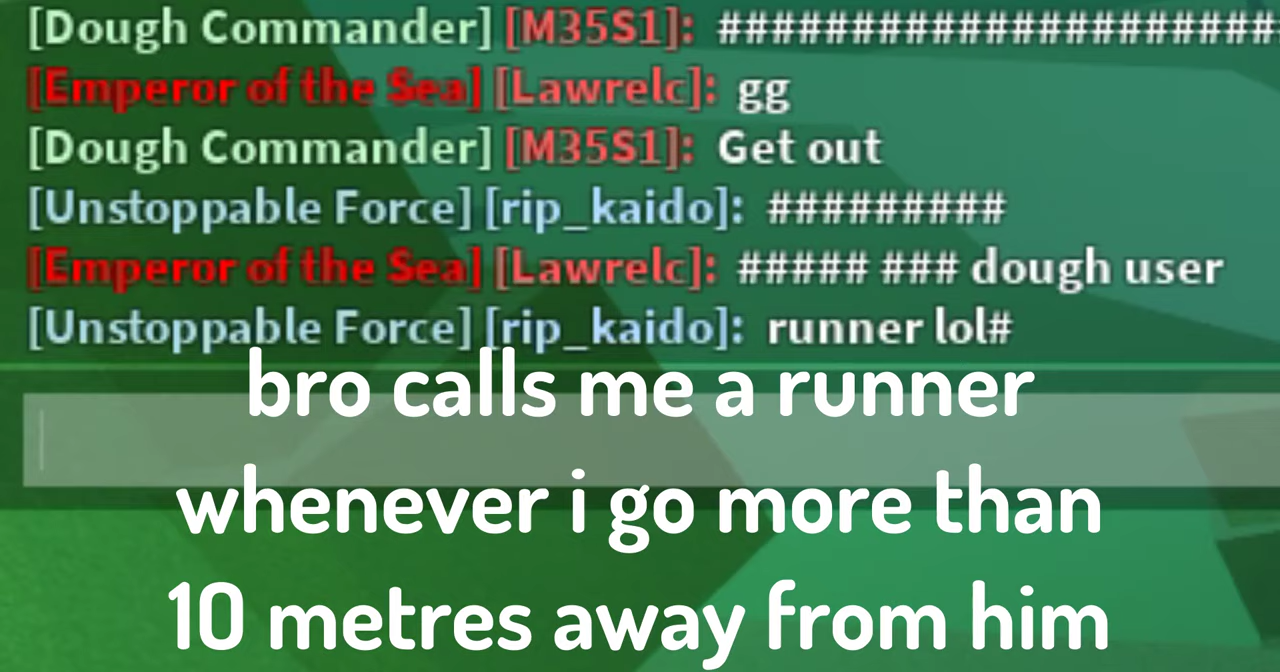 [Dough Commander] [M35S1]: ######################
[Emperor of the Sea] [Lawrelc]: gg
[Dough Commander] [M35S1]: Get out
[Unstoppable Force] [rip_kaido]: #########
[Emperor of the Sea] [Lawrelc]: ##### ### dough user
[Unstoppable Force] [rip_kaido]: runner lol#
bro calls me a runner
whenever i go more than
10 metres away from him